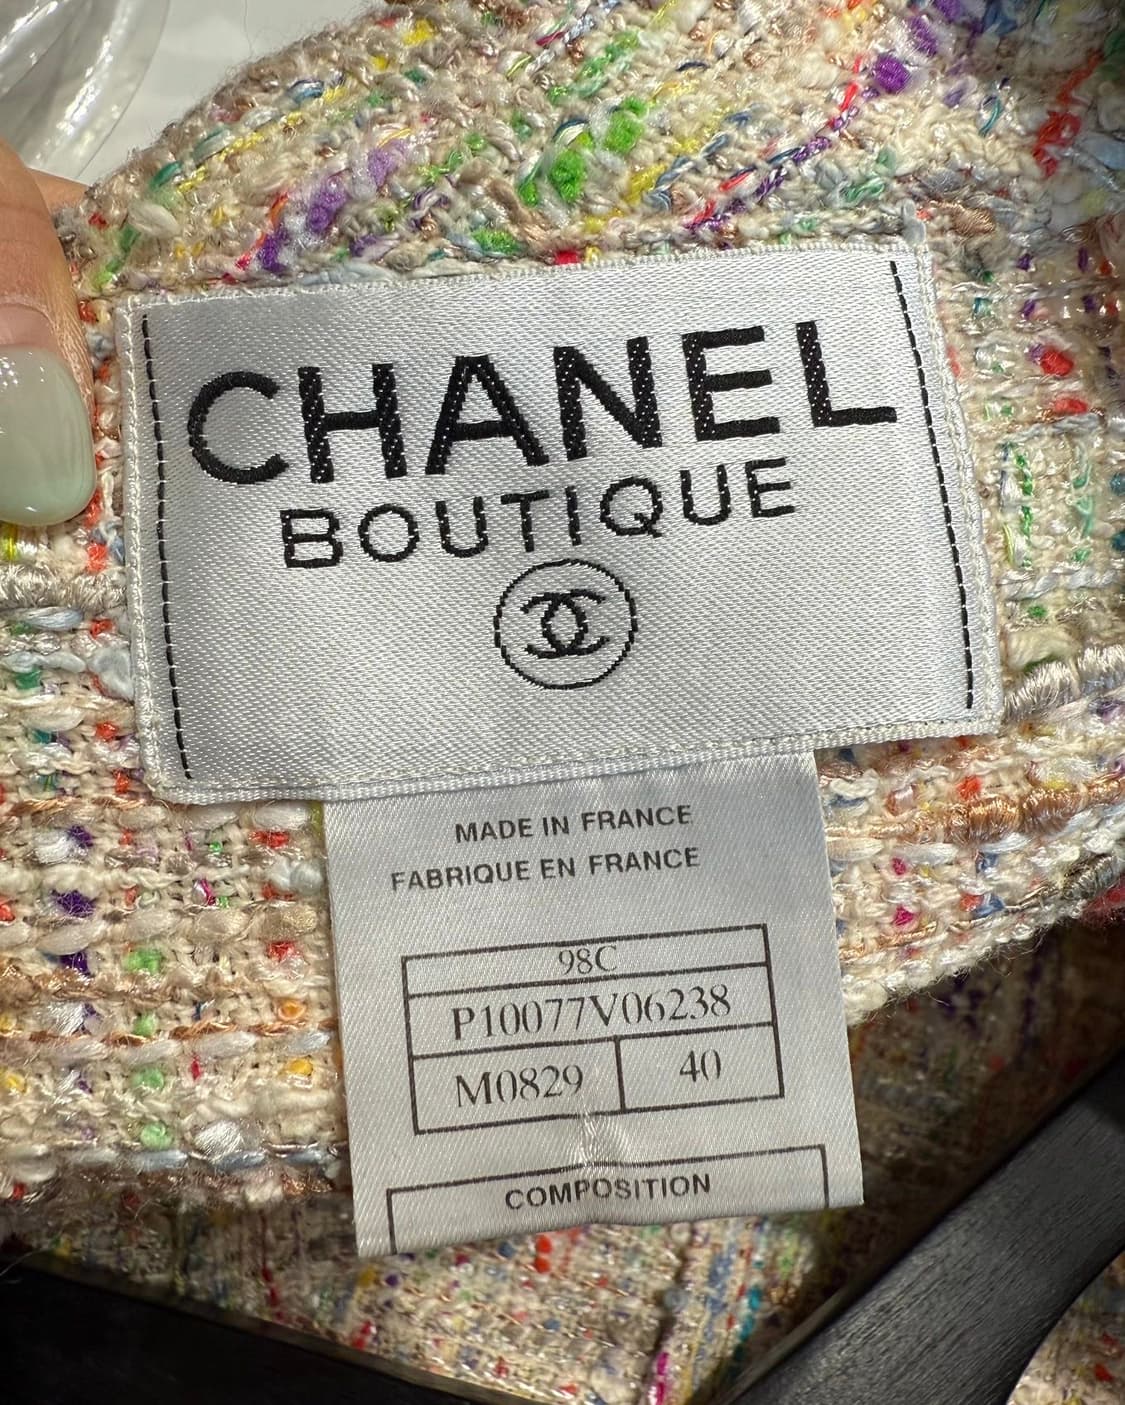 CHANEL
BOUTIQUE
MADE IN FRANCE
FABRIQUE EN FRANCE
98C
P10077V06238
M0829 40
COMPOSITION